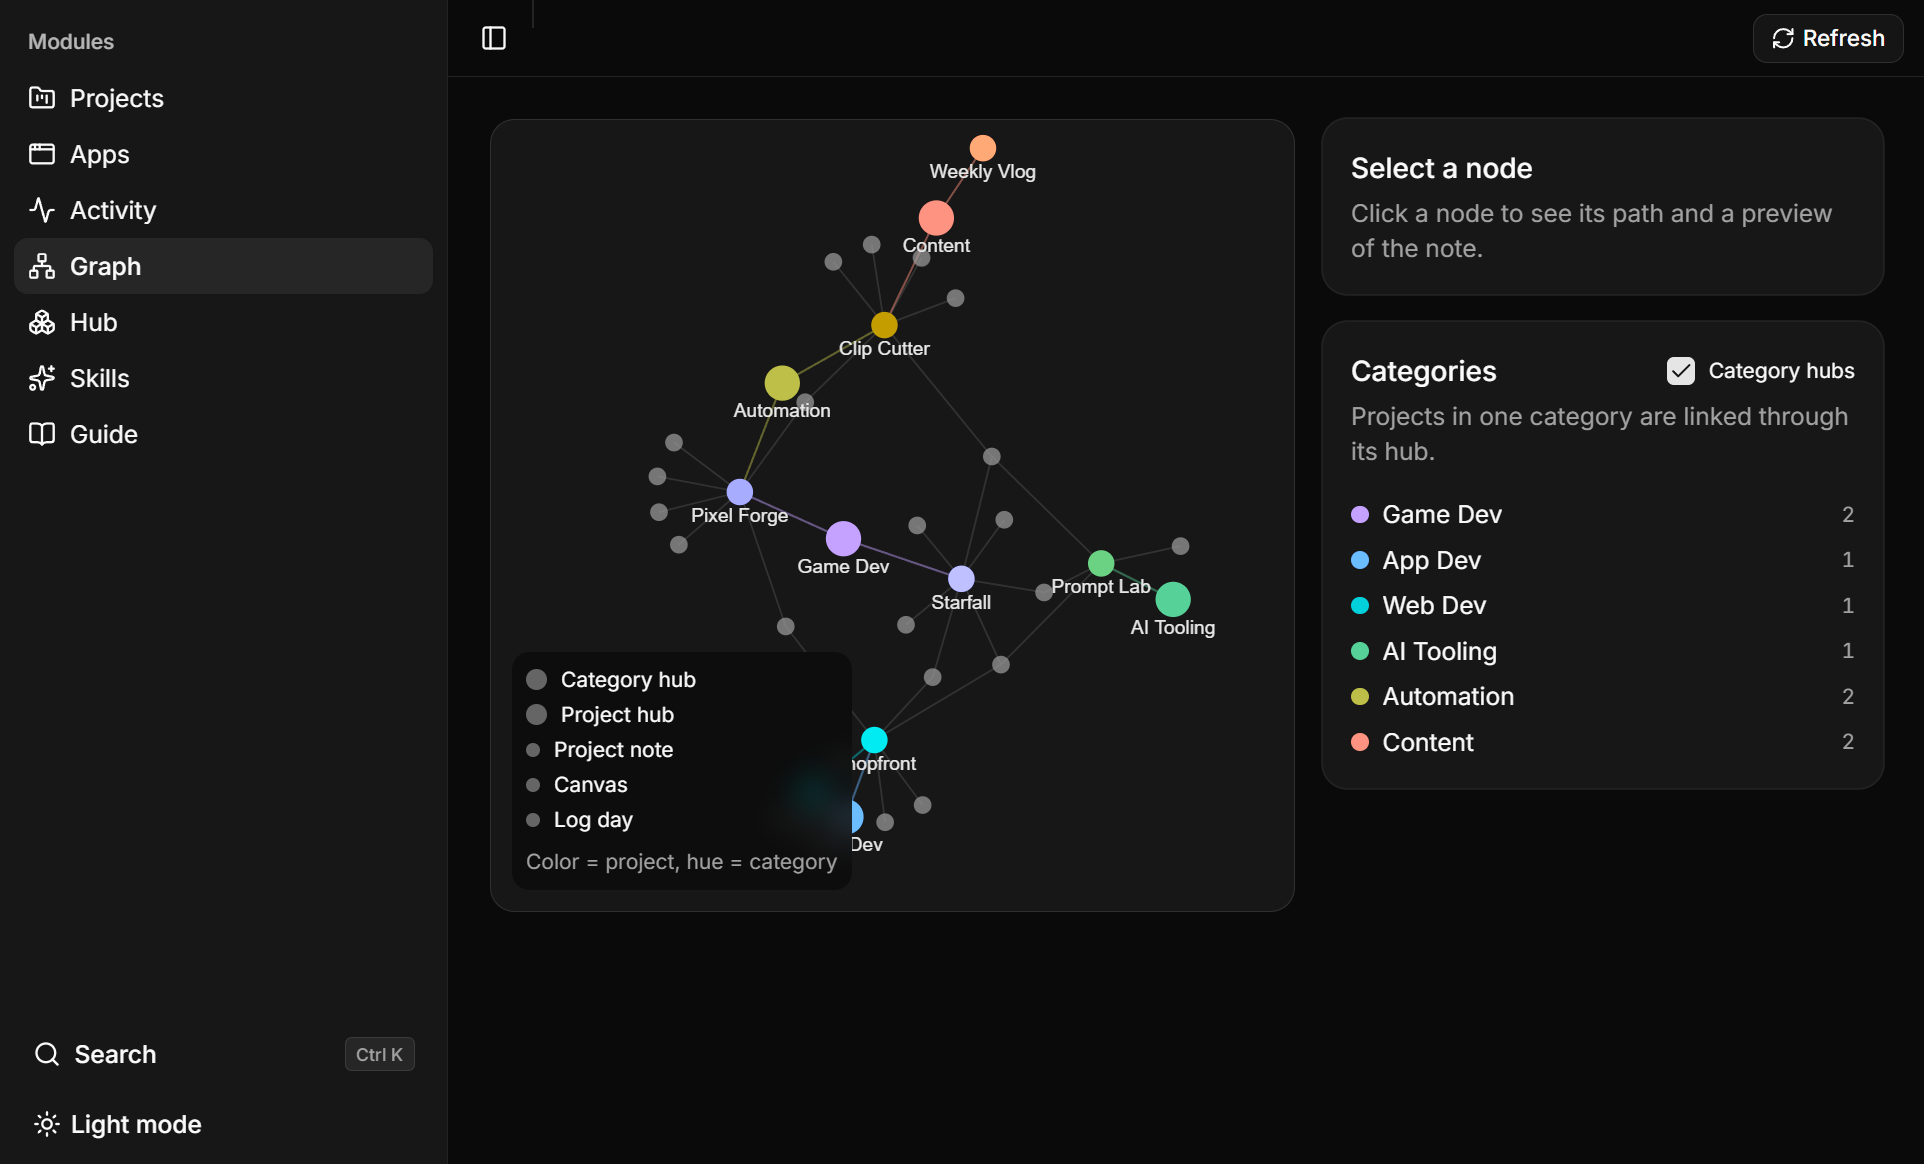 Modules
Projects
Apps
Activity
Graph
Hub
Skills
Guide
Search
Ctrl K
Light mode
Refresh
Weekly Vlog
Content
Clip Cutter
Automation
Pixel Forge
Game Dev
Starfall
Prompt Lab
AI Tooling
hopfront
Dev
Category hub
Project hub
Project note
Canvas
Log day
Color = project, hue = category
Select a node
Click a node to see its path and a preview
of the note.
Categories
Category hubs
Projects in one category are linked through
its hub.
Game Dev 2
App Dev 1
Web Dev 1
AI Tooling 1
Automation 2
Content 2